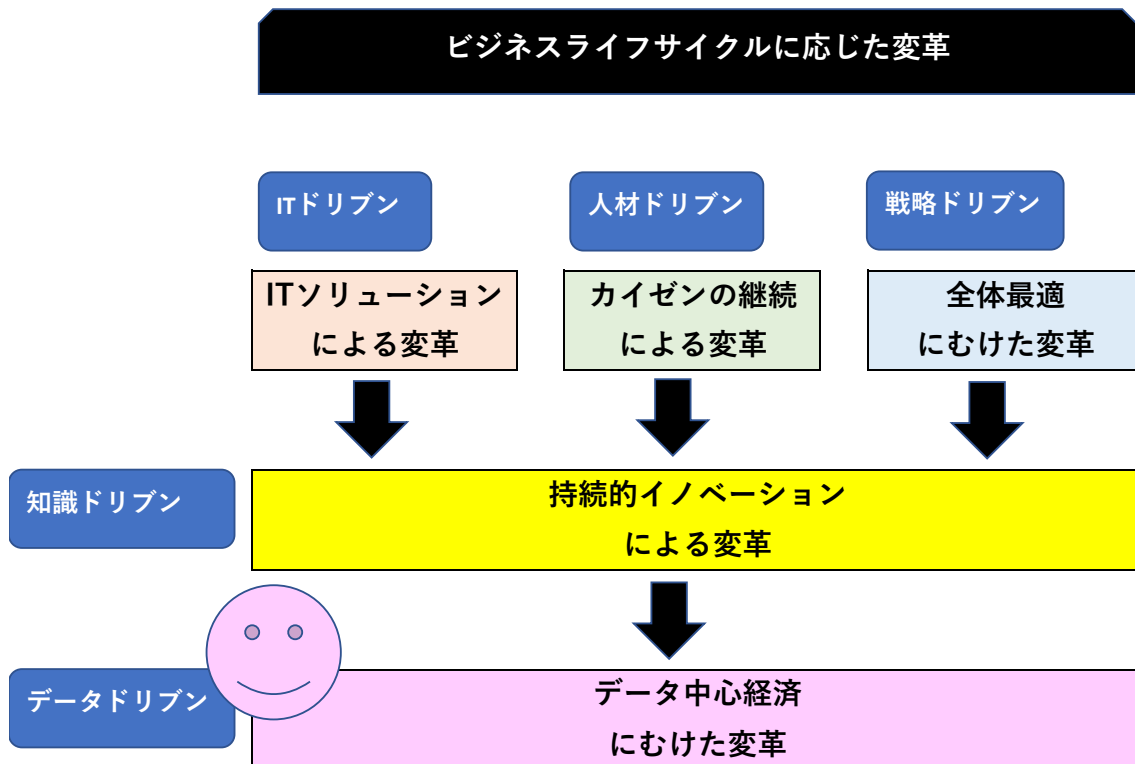 ビジネスライフサイクルに応じた変革
ITドリブン
人材ドリブン
戦略ドリブン
ITソリューション
による変革
カイゼンの継続
による変革
全体最適
にむけた変革
知識ドリブン
持続的イノベーション
による変革
データドリブン
データ中心経済
にむけた変革